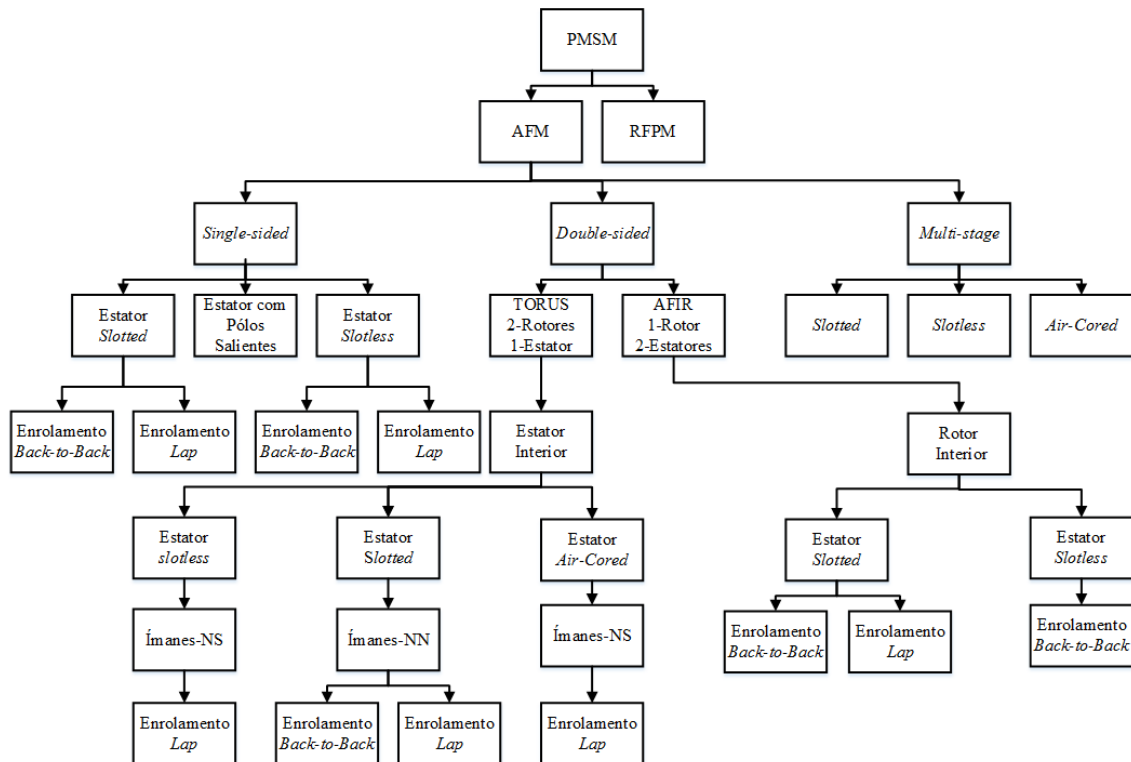 PMSM
AFM
RFPM
Single-sided
Double-sided
Multi-stage
Estator
Slotted
Estator com
Pólos
Salientes
Estator
Slotless
TORUS
2-Rotores
1-Estator
AFIR
1-Rotor
2-Estatores
Slotted
Slotless
Air-Cored
Enrolamento
Back-to-Back
Enrolamento
Lap
Enrolamento
Back-to-Back
Enrolamento
Lap
Estator
Interior
Rotor
Interior
Estator
slotless
Estator
Slotted
Estator
Air-Cored
Estator
Slotted
Estator
Slotless
Ímanes-NS
Ímanes-NN
Ímanes-NS
Enrolamento
Back-to-Back
Enrolamento
Lap
Enrolamento
Back-to-Back
Enrolamento
Lap
Enrolamento
Back-to-Back
Enrolamento
Lap
Enrolamento
Lap